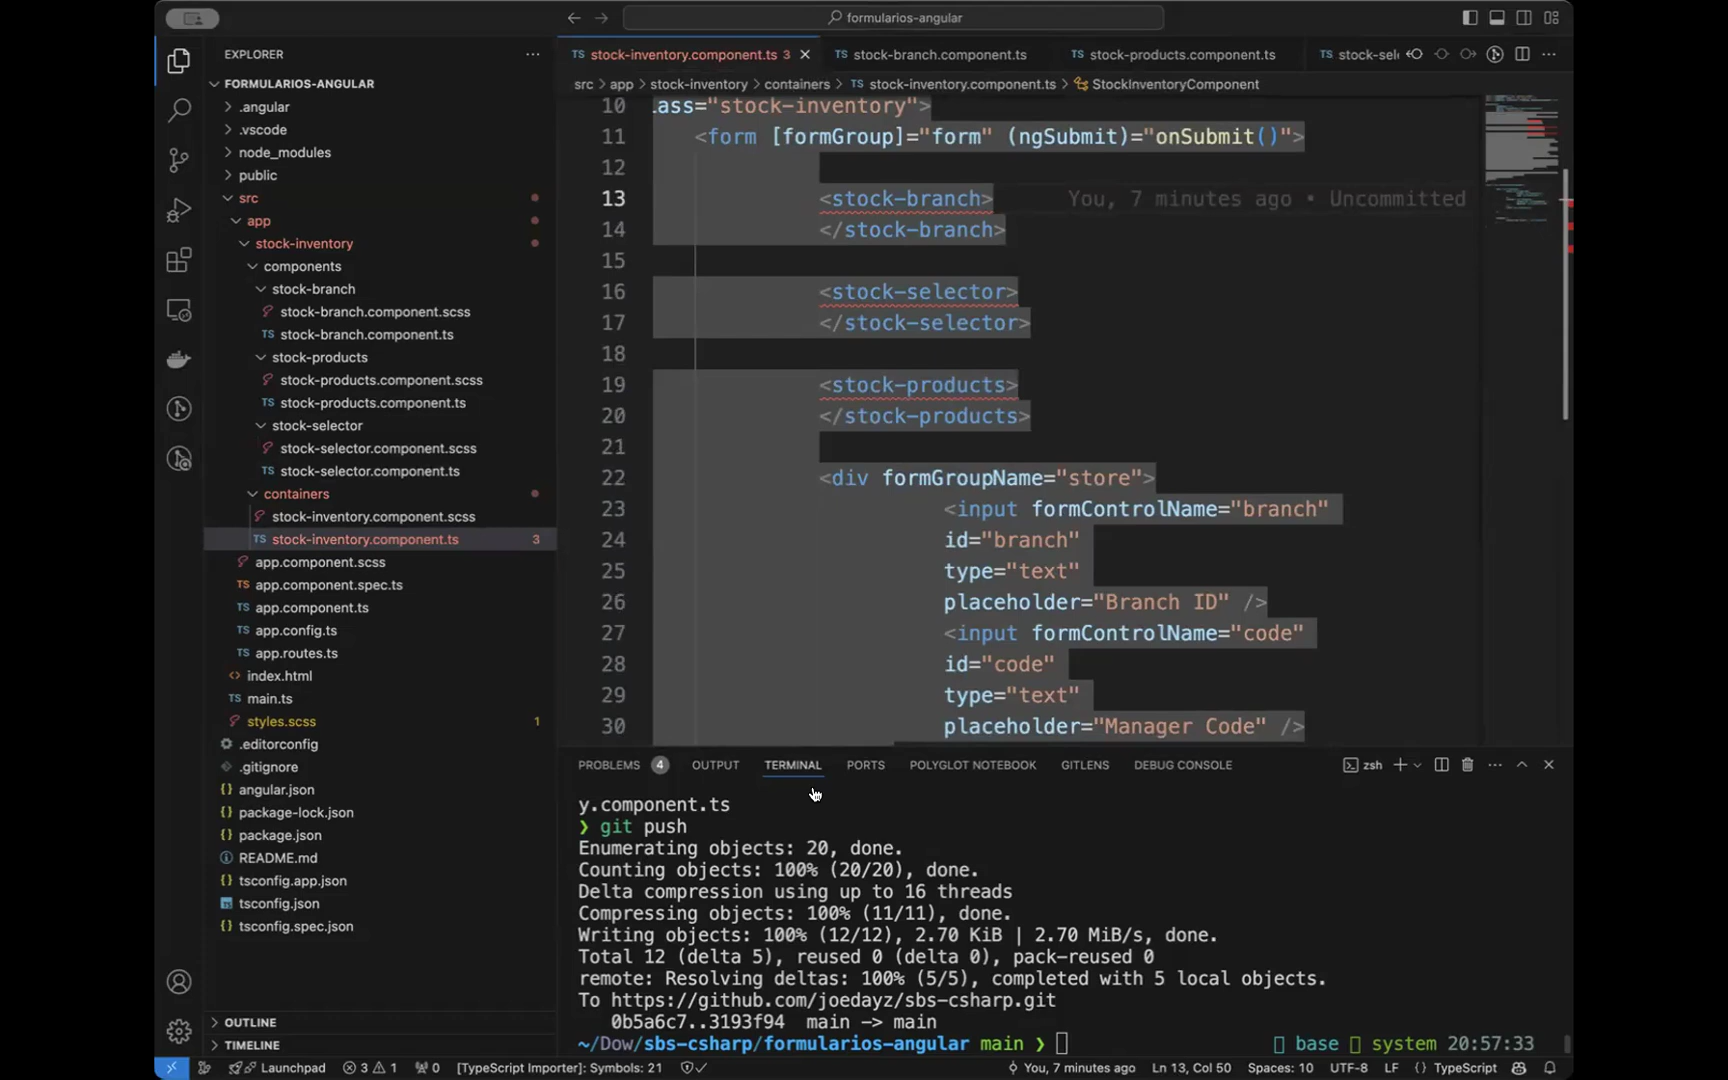 formularios-angular
EXPLORER
FORMULARIOS-ANGULAR
.angular
.vscode
node_modules
public
src
app
stock-inventory
components
stock-branch
stock-branch.component.scss
stock-branch.component.ts
stock-products
stock-products.component.scss
stock-products.component.ts
stock-selector
stock-selector.component.scss
stock-selector.component.ts
containers
stock-inventory.component.scss
stock-inventory.component.ts 3
app.component.scss
app.component.spec.ts
app.component.ts
app.config.ts
app.routes.ts
index.html
main.ts
styles.scss 1
.editorconfig
.gitignore
angular.json
package-lock.json
package.json
README.md
tsconfig.app.json
tsconfig.json
tsconfig.spec.json
OUTLINE
TIMELINE
TS stock-inventory.component.ts 3 TS stock-branch.component.ts TS stock-products.component.ts TS stock-sel
src > app > stock-inventory > containers > TS stock-inventory.component.ts > StockInventoryComponent
10 .ass="stock-inventory">
11 <form [formGroup]="form" (ngSubmit)="onSubmit()">
12
13 <stock-branch> You, 7 minutes ago • Uncommitted
14 </stock-branch>
15
16 <stock-selector>
17 </stock-selector>
18
19 <stock-products>
20 </stock-products>
21
22 <div formGroupName="store">
23 <input formControlName="branch"
24 id="branch"
25 type="text"
26 placeholder="Branch ID" />
27 <input formControlName="code"
28 id="code"
29 type="text"
30 placeholder="Manager Code" />
PROBLEMS 4 OUTPUT TERMINAL PORTS POLYGLOT NOTEBOOK GITLENS DEBUG CONSOLE zsh
y.component.ts
❯ git push
Enumerating objects: 20, done.
Counting objects: 100% (20/20), done.
Delta compression using up to 16 threads
Compressing objects: 100% (11/11), done.
Writing objects: 100% (12/12), 2.70 KiB | 2.70 MiB/s, done.
Total 12 (delta 5), reused 0 (delta 0), pack-reused 0
remote: Resolving deltas: 100% (5/5), completed with 5 local objects.
To https://github.com/joedayz/sbs-csharp.git
0b5a6c7..3193f94 main -> main
~/Dow/sbs-csharp/formularios-angular main ❯ base system 20:57:33
Launchpad 3 1 0 [TypeScript Importer]: Symbols: 21 You, 7 minutes ago Ln 13, Col 50 Spaces: 10 UTF-8 LF {} TypeScript